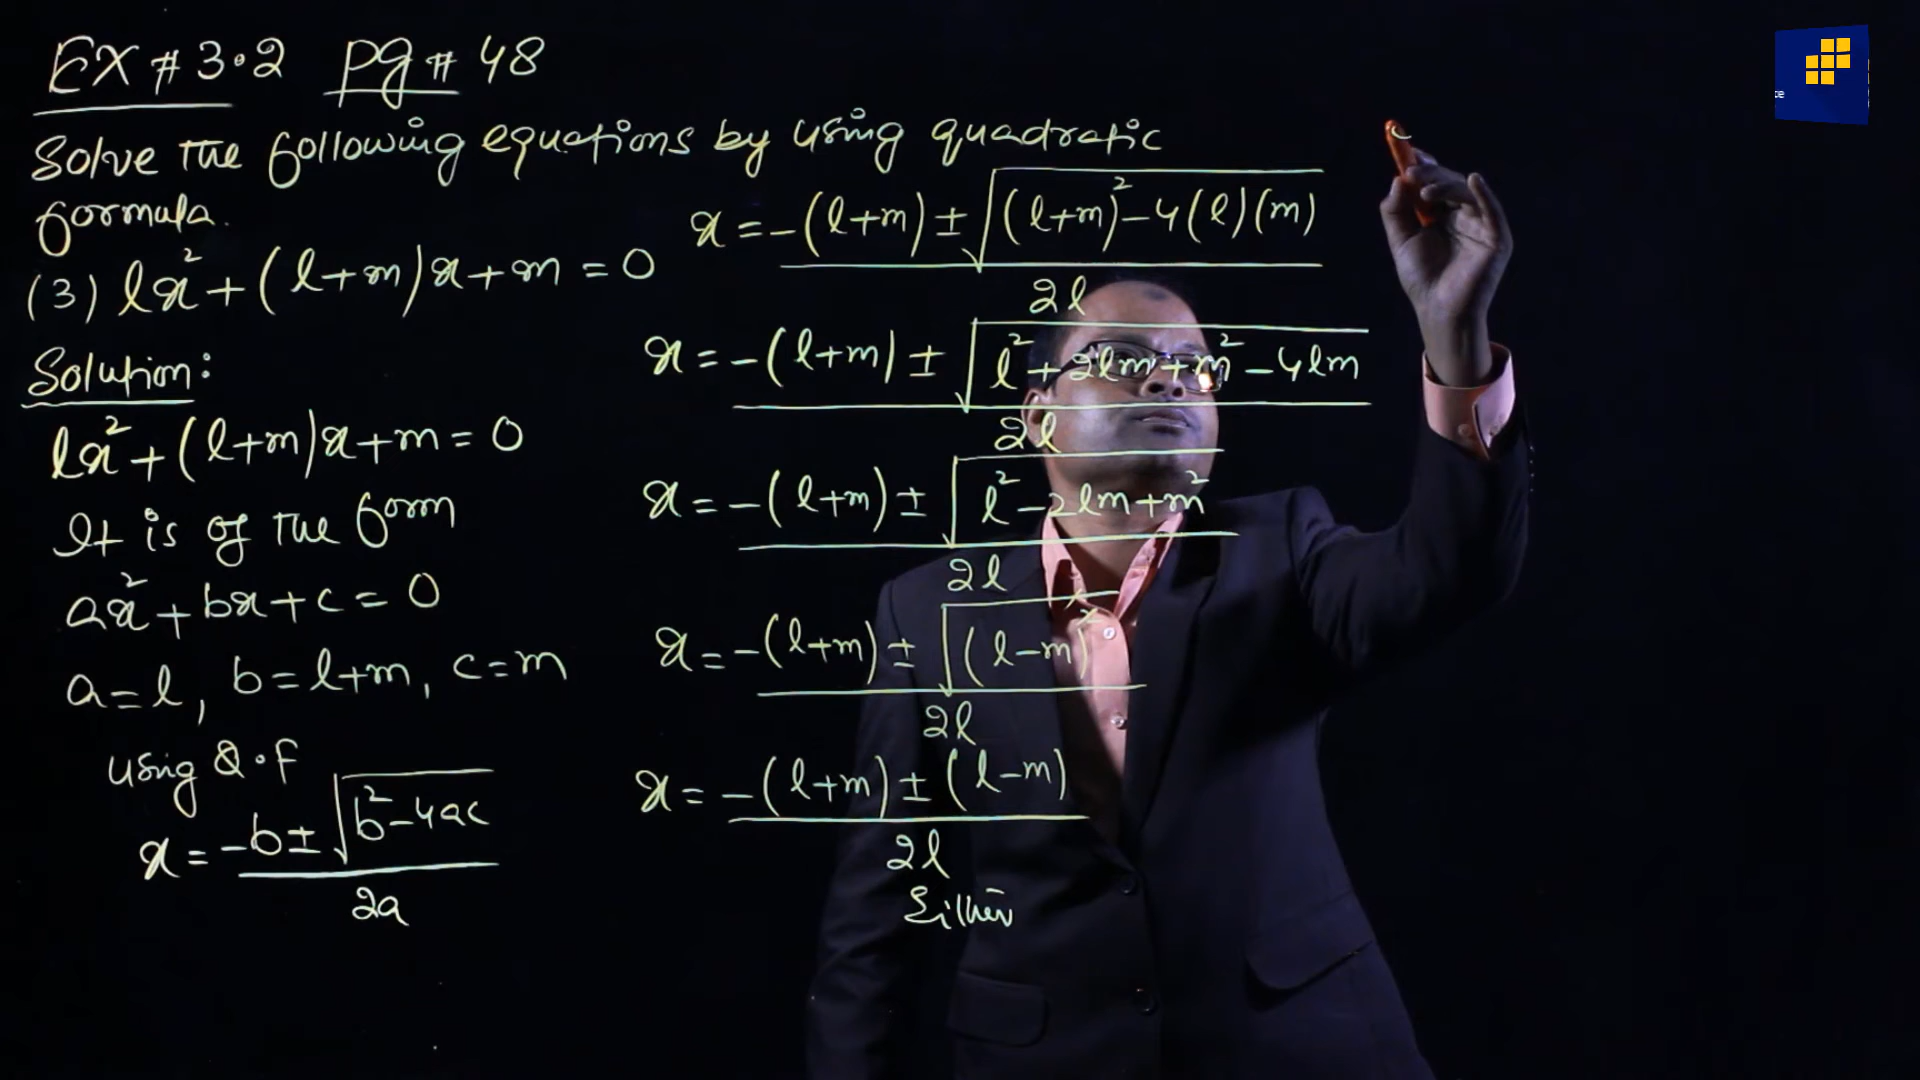 EX # 3.2 Pg # 48
Solve the following equations by using quadratic
formula.
(3) lx² + (l+m)x + m = 0
Solution:
lx² + (l+m)x + m = 0
It is of the form
ax² + bx + c = 0
a = l, b = l+m, c = m
using Q.F
x = -b ± √(b² - 4ac) / 2a
x = -(l+m) ± √((l+m)² - 4(l)(m)) / 2l
x = -(l+m) ± √(l² + 2lm + m² - 4lm) / 2l
x = -(l+m) ± √(l² - 2lm + m²) / 2l
x = -(l+m) ± √((l-m)²) / 2l
x = -(l+m) ± (l-m) / 2l
Either